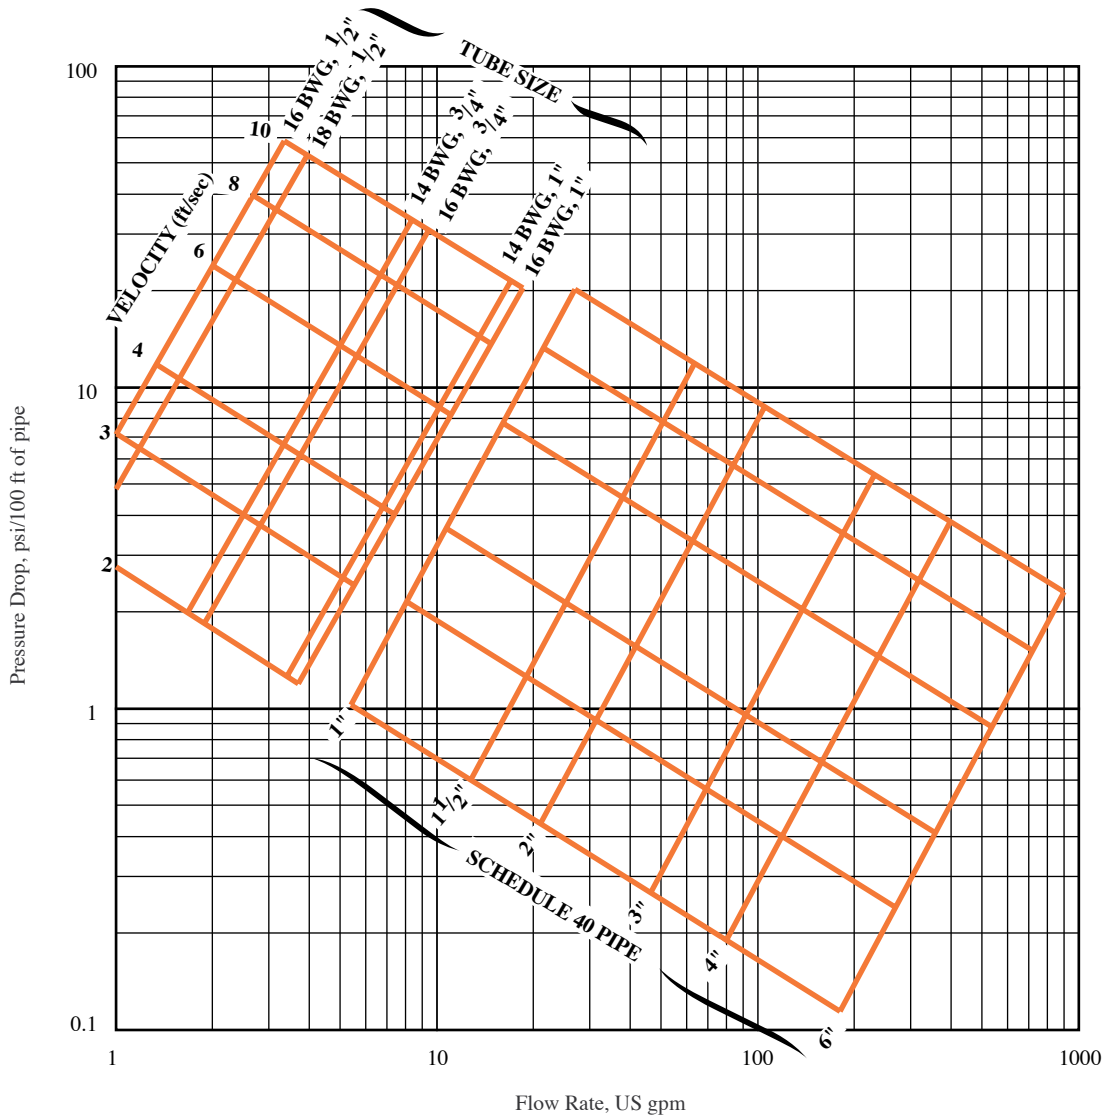 TUBE SIZE
16 BWG, 1/2"
18 BWG, 1/2"
14 BWG, 3/4"
16 BWG, 3/4"
14 BWG, 1"
16 BWG, 1"
VELOCITY (ft/sec)
10
8
6
4
3
2
100
10
1
0.1
Pressure Drop, psi/100 ft of pipe
1"
1 1/2"
2"
3"
4"
6"
SCHEDULE 40 PIPE
1
10
100
1000
Flow Rate, US gpm